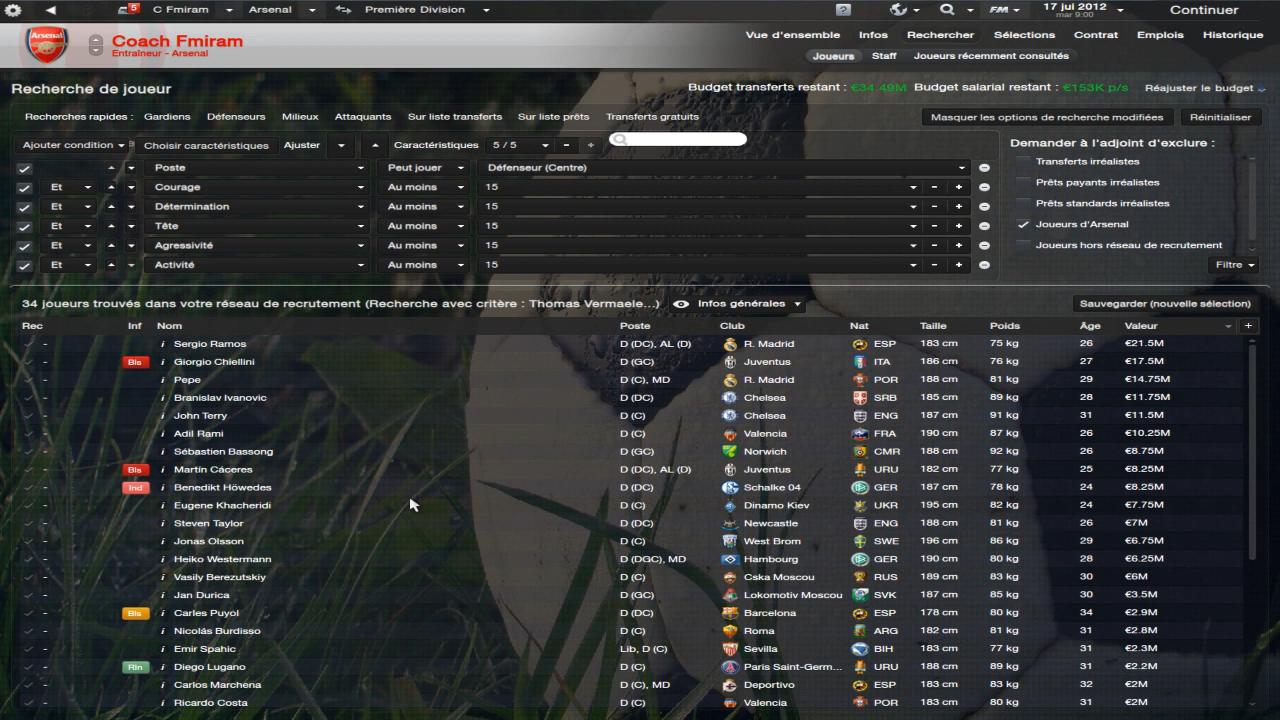 5 C Fmiram Arsenal Première Division ? FM 17 jui 2012 mar 9:00 Continuer
Arsenal
Coach Fmiram
Entraîneur - Arsenal
Vue d'ensemble Infos Rechercher Sélections Contrat Emplois Historique
Joueurs Staff Joueurs récemment consultés
Recherche de joueur
Budget transferts restant : €34.49M Budget salarial restant : €153K p/s Réajuster le budget
Recherches rapides : Gardiens Défenseurs Milieux Attaquants Sur liste transferts Sur liste prêts Transferts gratuits
Masquer les options de recherche modifiées Réinitialiser
Ajouter condition Choisir caractéristiques Ajuster Caractéristiques 5 / 5 - +
Demander à l'adjoint d'exclure :
Poste Peut jouer Défenseur (Centre)
Et Courage Au moins 15 - +
Et Détermination Au moins 15 - +
Et Tête Au moins 15 - +
Et Agressivité Au moins 15 - +
Et Activité Au moins 15 - +
Transferts irréalistes
Prêts payants irréalistes
Prêts standards irréalistes
Joueurs d'Arsenal
Joueurs hors réseau de recrutement
Filtre
34 joueurs trouvés dans votre réseau de recrutement (Recherche avec critère : Thomas Vermaele...) Infos générales Sauvegarder (nouvelle sélection)
Rec Inf Nom Poste Club Nat Taille Poids Âge Valeur +
- i Sergio Ramos D (DC), AL (D) R. Madrid ESP 183 cm 75 kg 26 €21.5M
- Bls i Giorgio Chiellini D (GC) Juventus ITA 186 cm 76 kg 27 €17.5M
- i Pepe D (C), MD R. Madrid POR 188 cm 81 kg 29 €14.75M
- i Branislav Ivanovic D (DC) Chelsea SRB 185 cm 89 kg 28 €11.75M
- i John Terry D (C) Chelsea ENG 187 cm 91 kg 31 €11.5M
- i Adil Rami D (C) Valencia FRA 190 cm 87 kg 26 €10.25M
- i Sébastien Bassong D (GC) Norwich CMR 188 cm 92 kg 26 €8.75M
- Bls i Martín Cáceres D (DC), AL (D) Juventus URU 182 cm 77 kg 25 €8.25M
- Ind i Benedikt Höwedes D (DC) Schalke 04 GER 187 cm 78 kg 24 €8.25M
- i Eugene Khacheridi D (C) Dinamo Kiev UKR 195 cm 82 kg 24 €7.75M
- i Steven Taylor D (DC) Newcastle ENG 188 cm 81 kg 26 €7M
- i Jonas Olsson D (C) West Brom SWE 196 cm 86 kg 29 €6.75M
- i Heiko Westermann D (DGC), MD Hambourg GER 190 cm 80 kg 28 €6.25M
- i Vasily Berezutskiy D (C) Cska Moscou RUS 189 cm 83 kg 30 €6M
- i Jan Durica D (GC) Lokomotiv Moscou SVK 187 cm 85 kg 30 €3.5M
- Bls i Carles Puyol D (DC) Barcelona ESP 178 cm 80 kg 34 €2.9M
- i Nicolás Burdisso D (C) Roma ARG 182 cm 81 kg 31 €2.8M
- i Emir Spahic Lib, D (C) Sevilla BIH 183 cm 77 kg 31 €2.3M
- Rln i Diego Lugano D (C) Paris Saint-Germ... URU 188 cm 89 kg 31 €2.2M
- i Carlos Marchena D (C), MD Deportivo ESP 183 cm 83 kg 32 €2M
- i Ricardo Costa D (C) Valencia POR 183 cm 80 kg 31 €2M